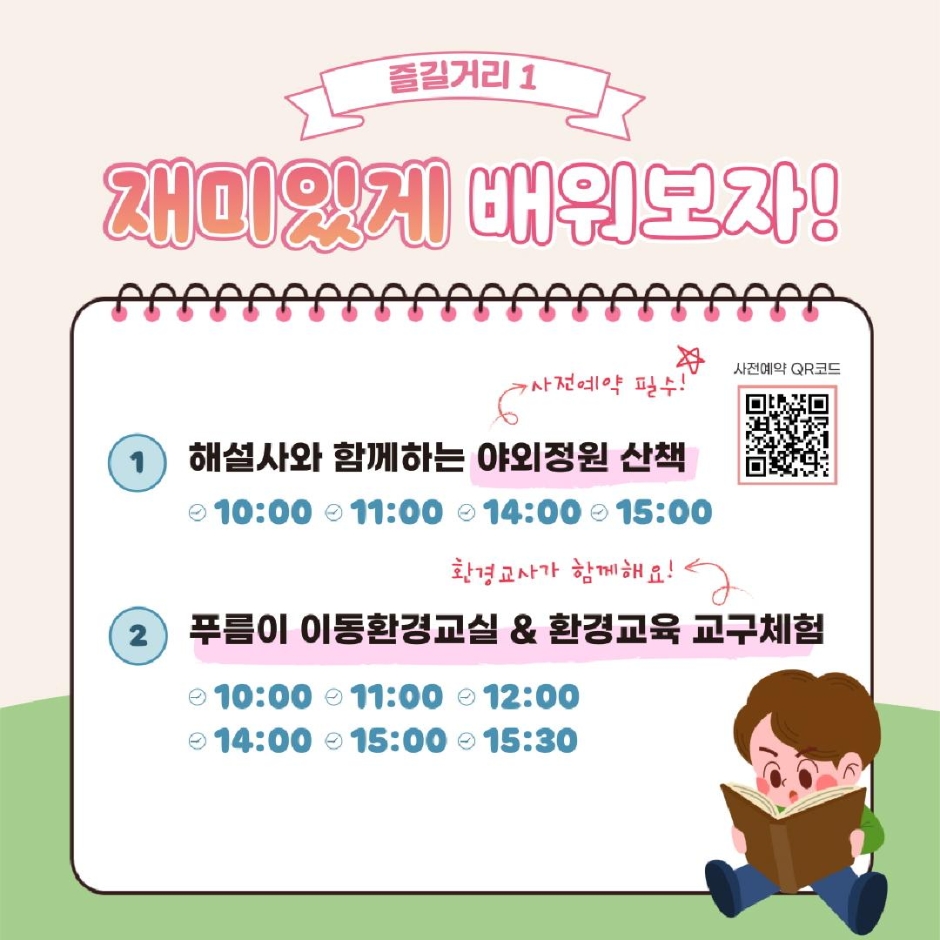 즐길거리 1
재미있게 배워보자!
사전예약 필수!
사전예약 QR코드
1 해설사와 함께하는 야외정원 산책
10:00 11:00 14:00 15:00
환경교사가 함께해요!
2 푸름이 이동환경교실 & 환경교육 교구체험
10:00 11:00 12:00
14:00 15:00 15:30